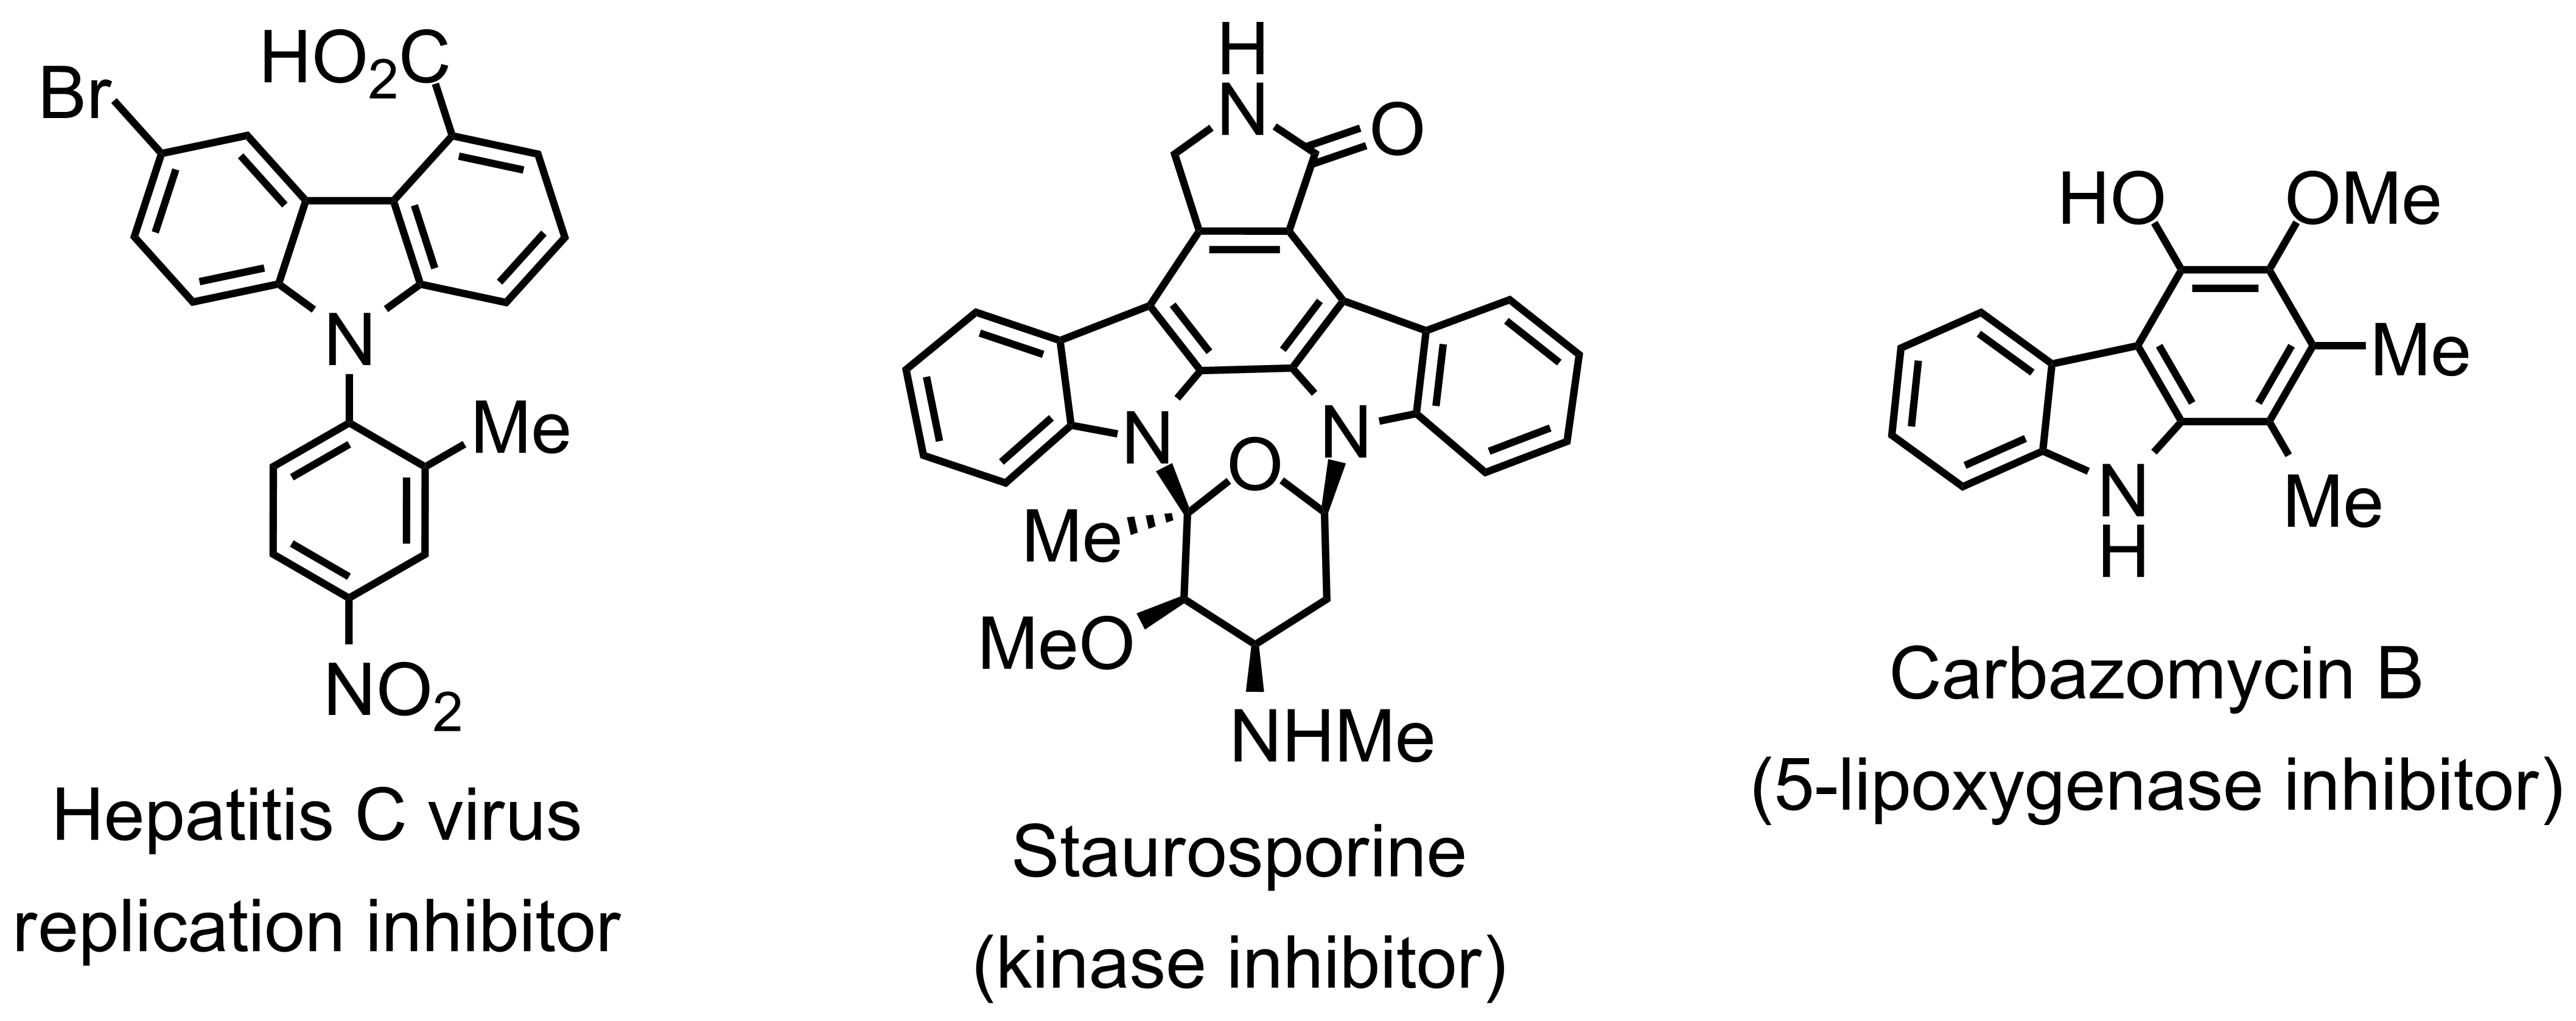 Br
HO2C
N
Me
NO2
Hepatitis C virus
replication inhibitor
H
N
O
N
N
O
Me
MeO
NHMe
Staurosporine
(kinase inhibitor)
HO
OMe
Me
Me
N
H
Carbazomycin B
(5-lipoxygenase inhibitor)